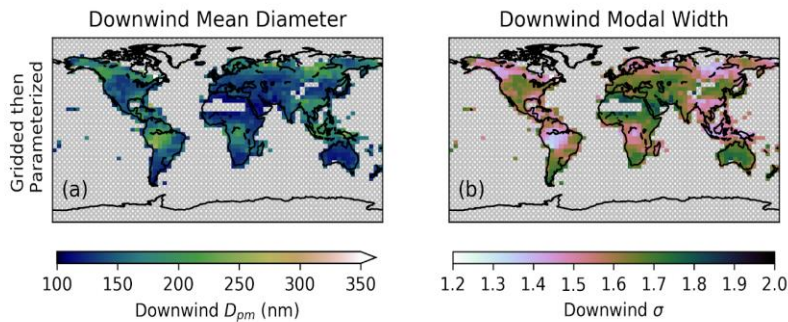 Downwind Mean Diameter
Downwind Modal Width
Gridded then
Parameterized
(a)
(b)
100 150 200 250 300 350
1.2 1.3 1.4 1.5 1.6 1.7 1.8 1.9 2.0
Downwind Dpm (nm)
Downwind σ